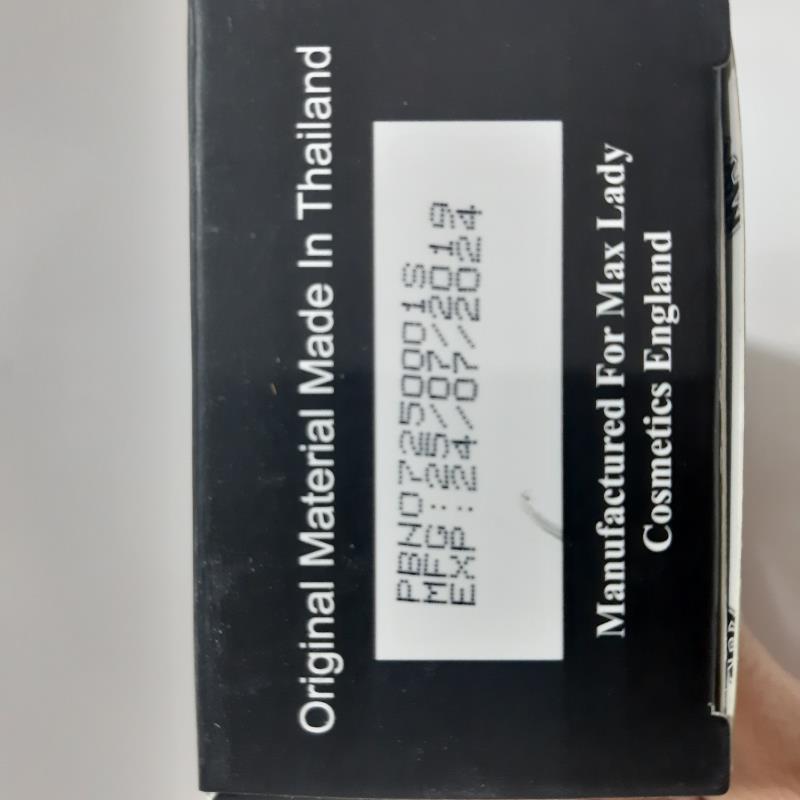 Original Material Made In Thailand
PBNO7250001S
MFG:25/07/2019
EXP:24/07/2024
Manufactured For Max Lady
Cosmetics England